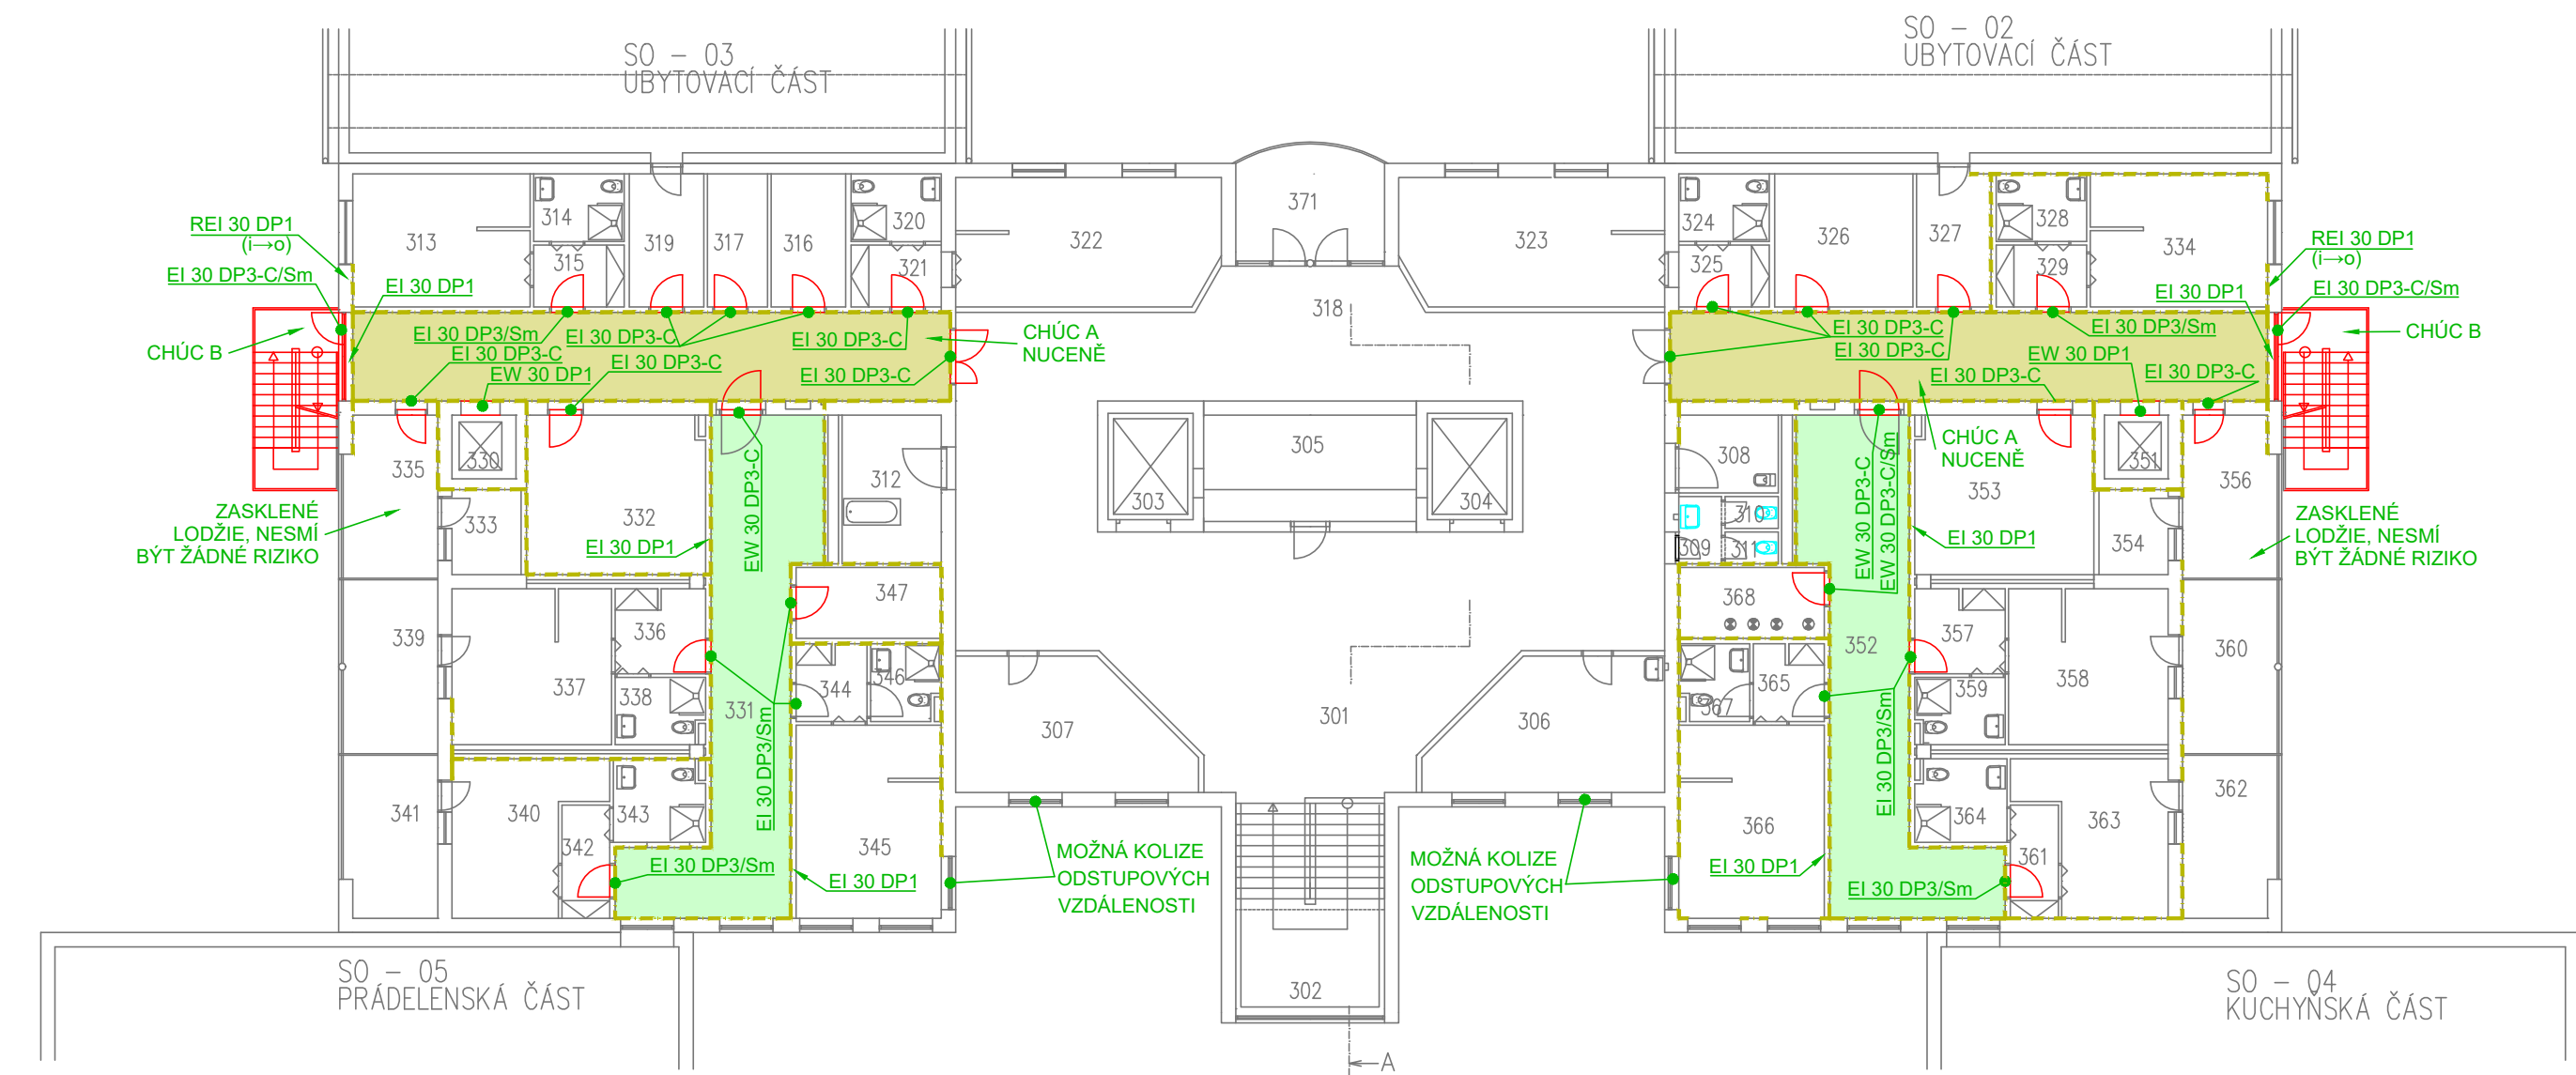 SO - 03
UBYTOVACÍ ČÁST
SO - 02
UBYTOVACÍ ČÁST
REI 30 DP1
(i→o)
EI 30 DP3-C/Sm
EI 30 DP1
CHÚC B
313
314
315
319
317
316
320
321
EI 30 DP3/Sm
EI 30 DP3-C
EI 30 DP3-C
EI 30 DP3-C
EW 30 DP1
EI 30 DP3-C
EI 30 DP3-C
CHÚC A
NUCENĚ
322
371
323
318
324
325
326
327
328
329
334
REI 30 DP1
(i→o)
EI 30 DP1
EI 30 DP3-C/Sm
CHÚC B
EI 30 DP3-C
EI 30 DP3/Sm
EI 30 DP3-C
EW 30 DP1
EI 30 DP3-C
EI 30 DP3-C
CHÚC A
NUCENĚ
335
330
333
332
EI 30 DP1
EW 30 DP3-C
312
303
305
304
308
309
310
311
EW 30 DP3-C
EW 30 DP3-C/Sm
353
351
356
354
EI 30 DP1
ZASKLENÉ
LODŽIE, NESMÍ
BÝT ŽÁDNÉ RIZIKO
ZASKLENÉ
LODŽIE, NESMÍ
BÝT ŽÁDNÉ RIZIKO
339
337
336
338
331
347
344
346
EI 30 DP3/Sm
307
301
306
368
365
367
352
357
358
359
360
EI 30 DP3/Sm
341
340
343
342
EI 30 DP3/Sm
345
EI 30 DP1
MOŽNÁ KOLIZE
ODSTUPOVÝCH
VZDÁLENOSTI
MOŽNÁ KOLIZE
ODSTUPOVÝCH
VZDÁLENOSTI
366
EI 30 DP1
EI 30 DP3/Sm
364
361
363
362
302
A
SO - 05
PRÁDELENSKÁ ČÁST
SO - 04
KUCHYŇSKÁ ČÁST